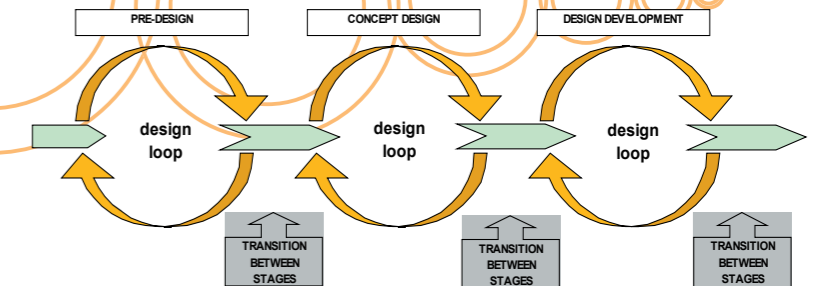 PRE-DESIGN
CONCEPT DESIGN
DESIGN DEVELOPMENT
design
loop
design
loop
design
loop
TRANSITION
BETWEEN
STAGES
TRANSITION
BETWEEN
STAGES
TRANSITION
BETWEEN
STAGES